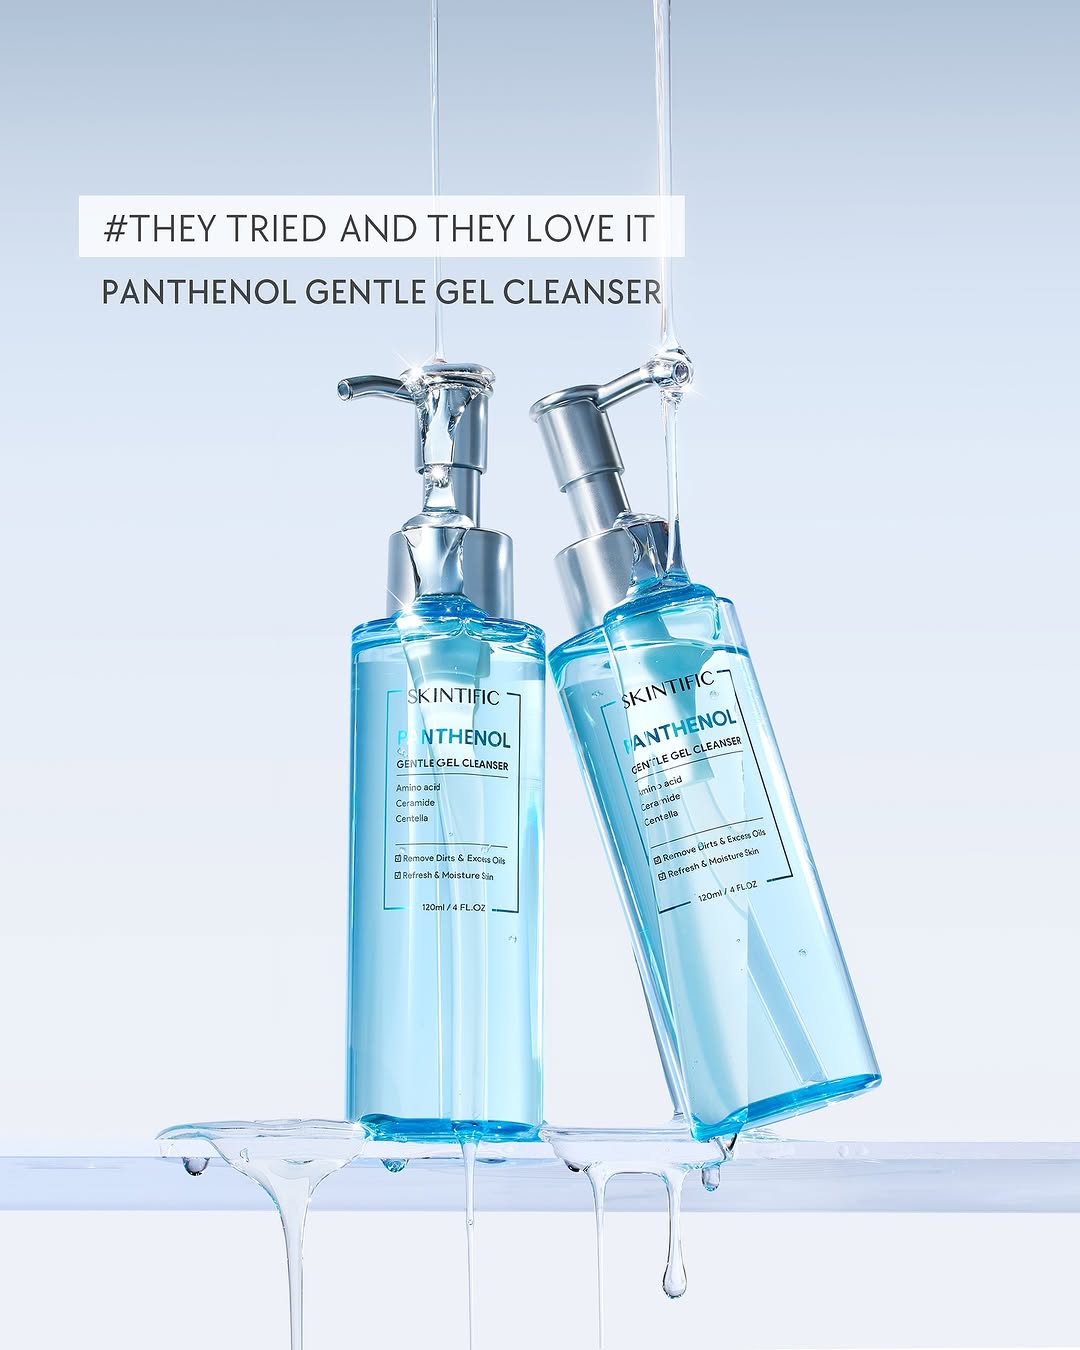 #THEY TRIED AND THEY LOVE IT
PANTHENOL GENTLE GEL CLEANSER
SKINTIFIC
PANTHENOL
GENTLE GEL CLEANSER
Amino acid
Ceramide
Centella
☑ Remove Dirts & Excess Oils
☑ Refresh & Moisture Skin
120ml / 4 FL.OZ
SKINTIFIC
PANTHENOL
GENTLE GEL CLEANSER
Amino acid
Ceramide
Centella
☑ Remove Dirts & Excess Oils
☑ Refresh & Moisture Skin
120ml / 4 FL.OZ